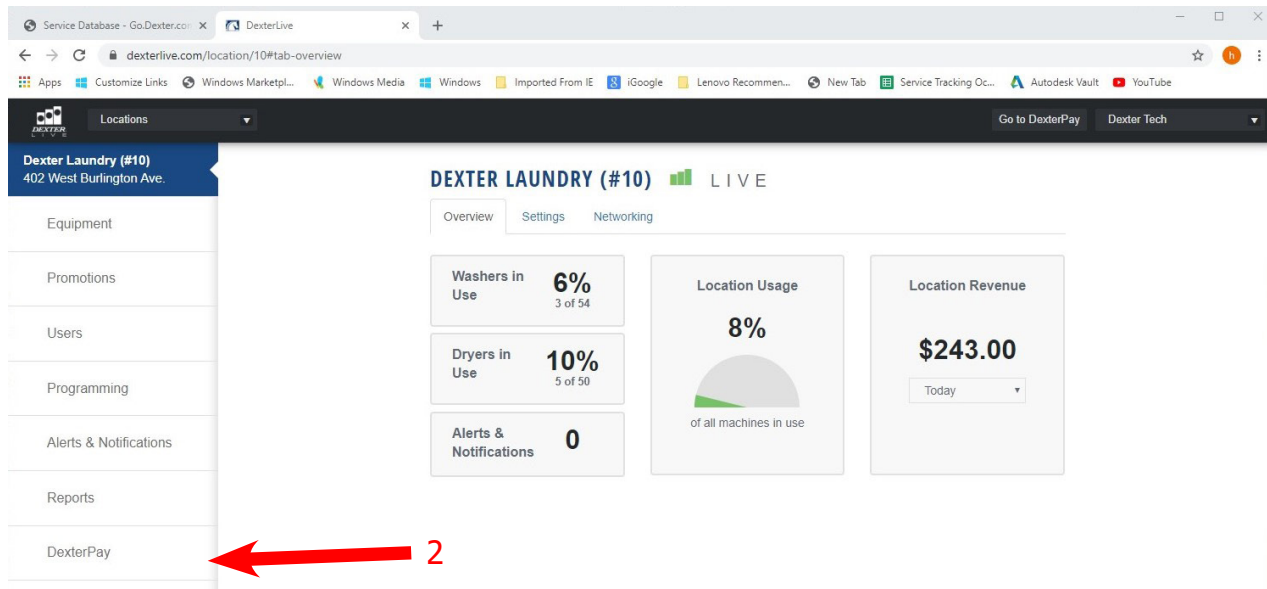 Service Database - Go.Dexter.con
DexterLive
dexterlive.com/location/10#tab-overview
h
Apps Customize Links Windows Marketpl... Windows Media Windows Imported From IE iGoogle Lenovo Recommen... New Tab Service Tracking Oc... Autodesk Vault YouTube
DEXTER
LIVE
Locations
Go to DexterPay
Dexter Tech
Dexter Laundry (#10)
402 West Burlington Ave.
Equipment
Promotions
Users
Programming
Alerts & Notifications
Reports
DexterPay
2
DEXTER LAUNDRY (#10) LIVE
Overview Settings Networking
Washers in
Use
6%
3 of 54
Dryers in
Use
10%
5 of 50
Alerts &
Notifications
0
Location Usage
8%
of all machines in use
Location Revenue
$243.00
Today